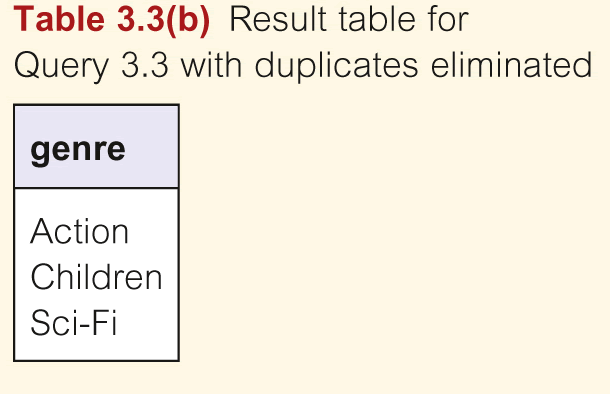 Table 3.3(b) Result table for
Query 3.3 with duplicates eliminated
genre
Action
Children
Sci-Fi